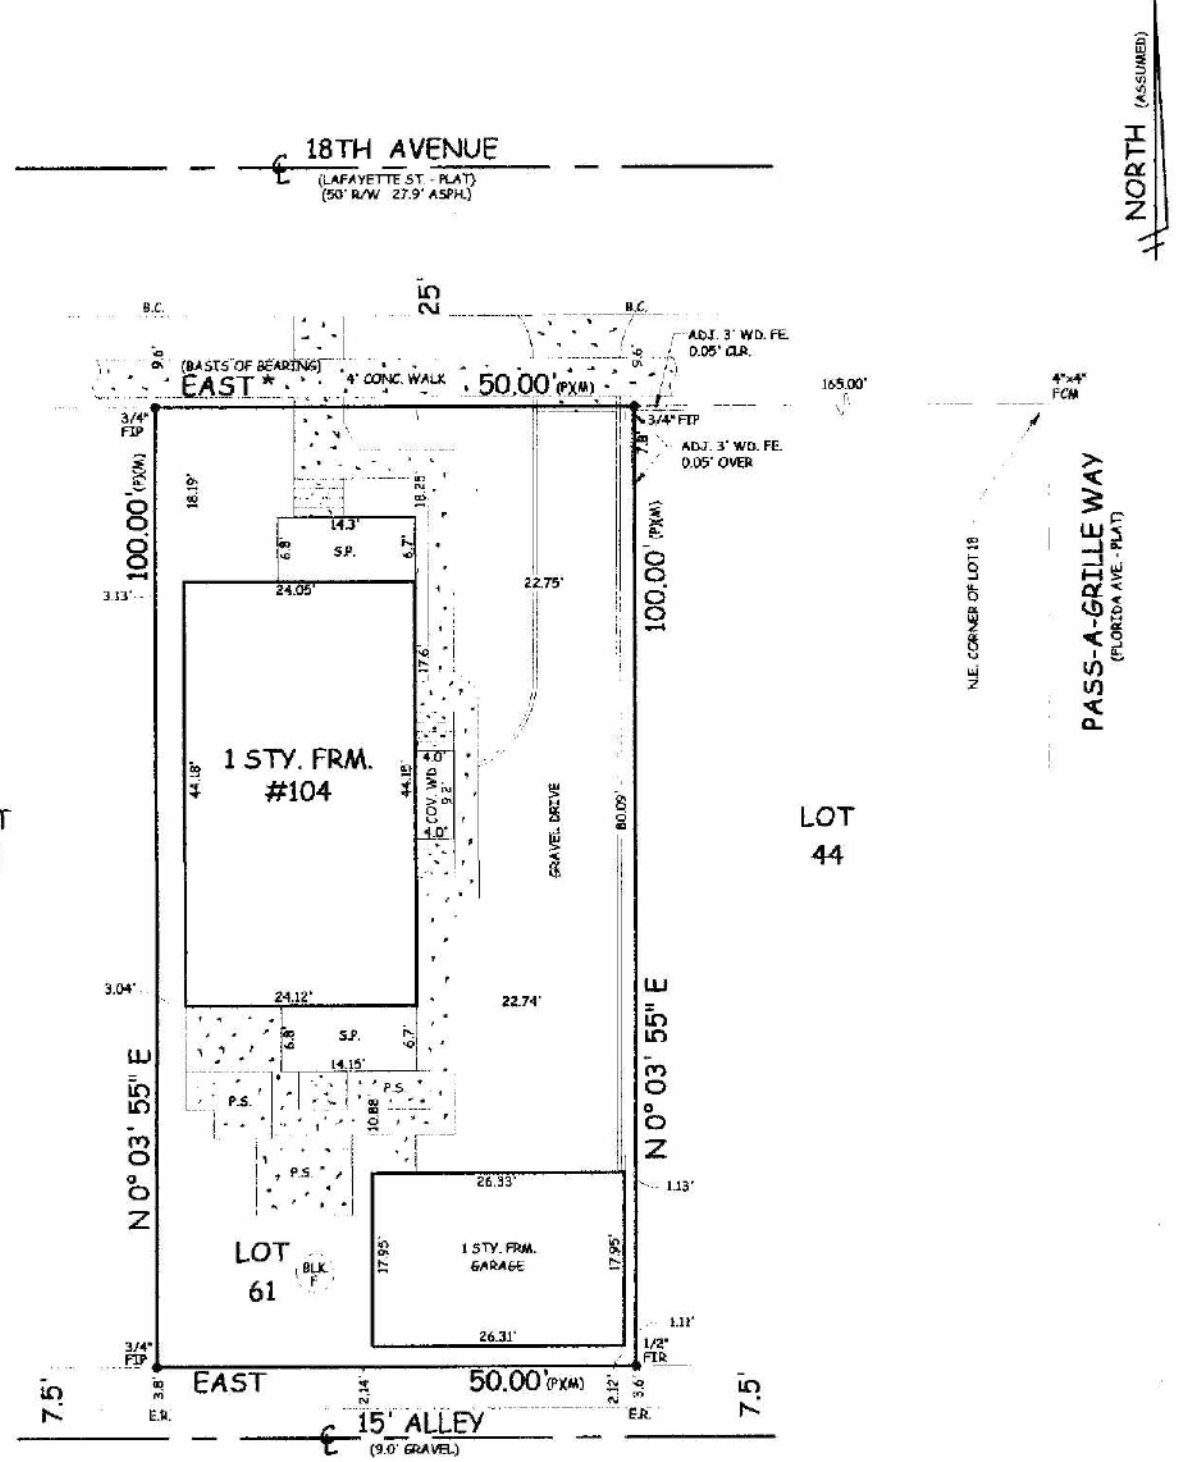 NORTH (ASSUMED)
18TH AVENUE
(LAFAYETTE ST. - PLAT)
(50' R/W 27.9' ASPH.)
25'
B.C.
B.C.
ADJ. 3' WD. FE.
0.05' CLR.
9.6'
9.6'
(BASIS OF BEARING)
EAST *
4' CONC. WALK
50.00' (P)(M)
165.00'
4"x4"
FCM
3/4"
FIP
3/4" FIP
7.8'
ADJ. 3' WD. FE.
0.05' OVER
100.00' (P)(M)
18.19'
18.25'
14.3'
6.8'
S.P.
6.7'
100.00' (P)(M)
N.E. CORNER OF LOT 18
PASS-A-GRILLE WAY
(FLORIDA AVE. - PLAT)
3.13'
24.05'
22.75'
17.6'
1 STY. FRM.
#104
44.18'
44.18'
4.0'
COV. WD
9.2'
4.0'
GRAVEL DRIVE
80.09'
LOT
44
3.04'
24.12'
22.74'
6.8'
S.P.
6.7'
14.15'
N 0° 03' 55" E
N 0° 03' 55" E
P.S.
P.S.
10.88'
P.S.
26.33'
1.13'
17.95'
1 STY. FRM.
GARAGE
17.95'
LOT
61
BLK
F
26.31'
1.11'
3/4"
FIP
1/2"
FIR
7.5'
3.8'
EAST
2.14'
50.00' (P)(M)
2.12'
3.6'
7.5'
E.R.
15' ALLEY
E.R.
(9.0' GRAVEL)